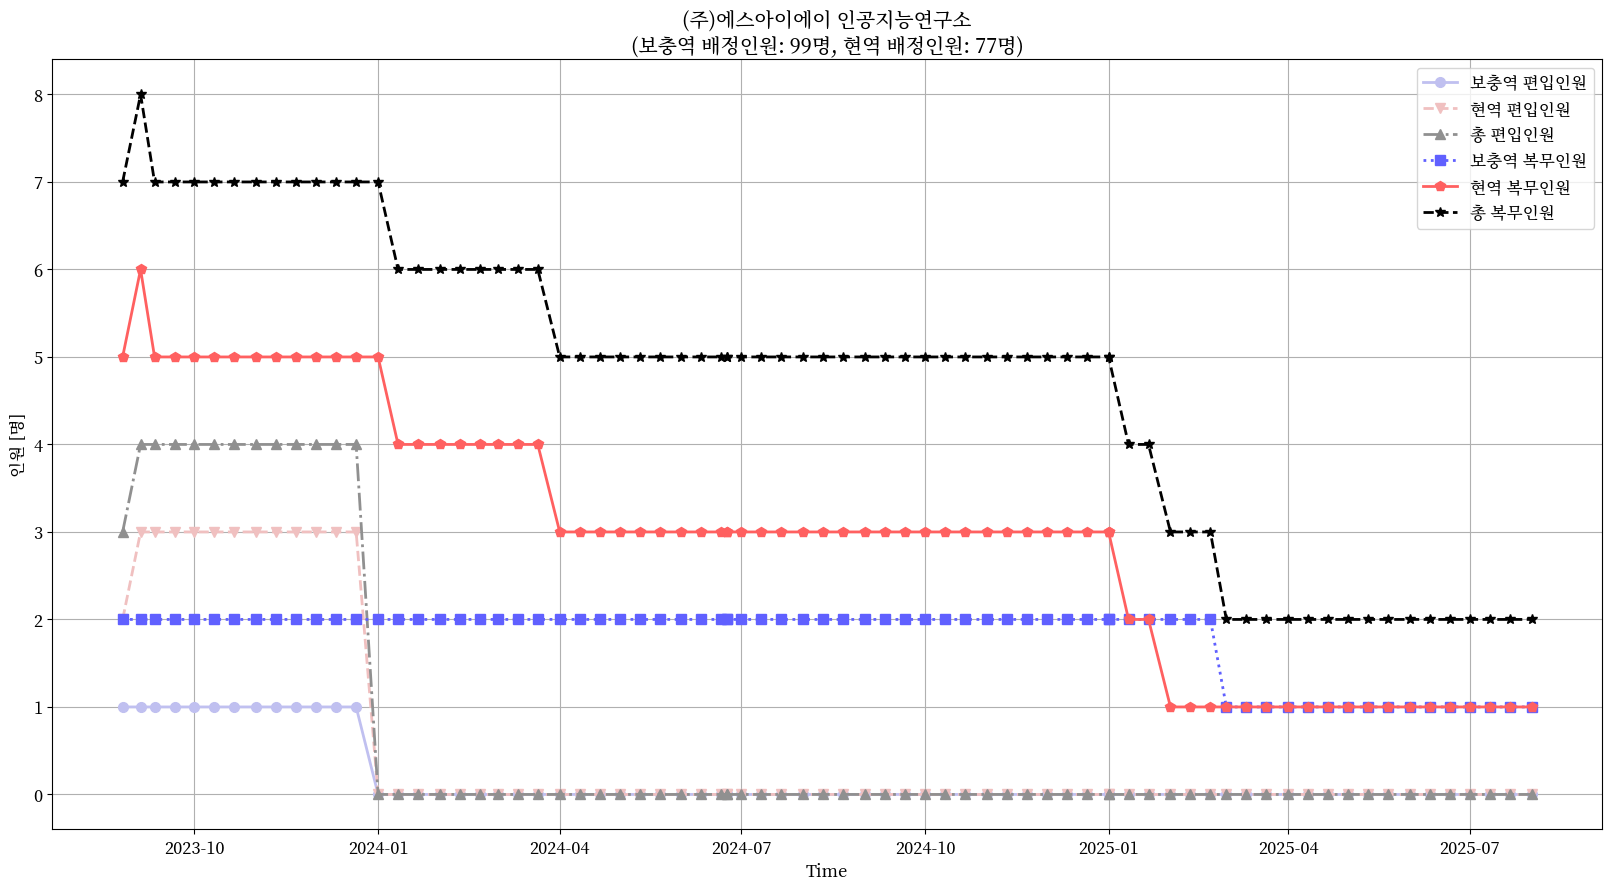 (주)에스아이에이 인공지능연구소
(보충역 배정인원: 99명, 현역 배정인원: 77명)
보충역 편입인원
현역 편입인원
총 편입인원
보충역 복무인원
현역 복무인원
총 복무인원
인원 [명]
8
7
6
5
4
3
2
1
0
2023-10
2024-01
2024-04
2024-07
2024-10
2025-01
2025-04
2025-07
Time